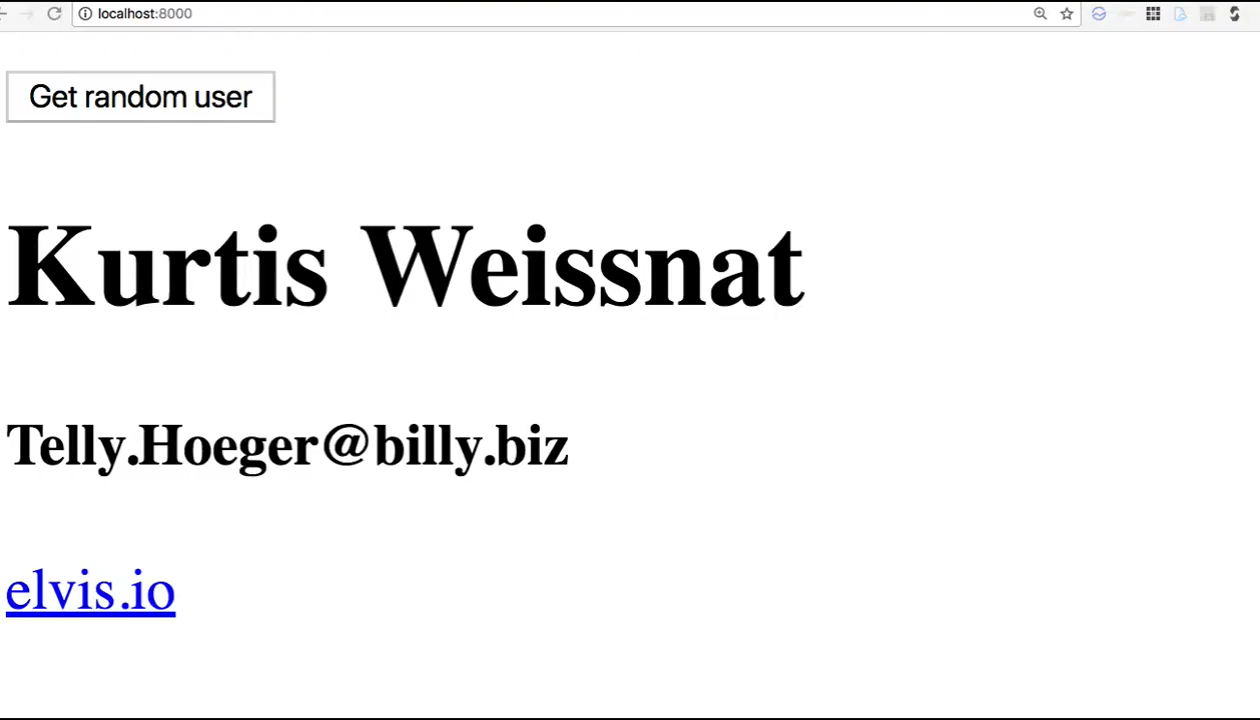 localhost:8000
Get random user
Kurtis Weissnat
Telly.Hoeger@billy.biz
elvis.io